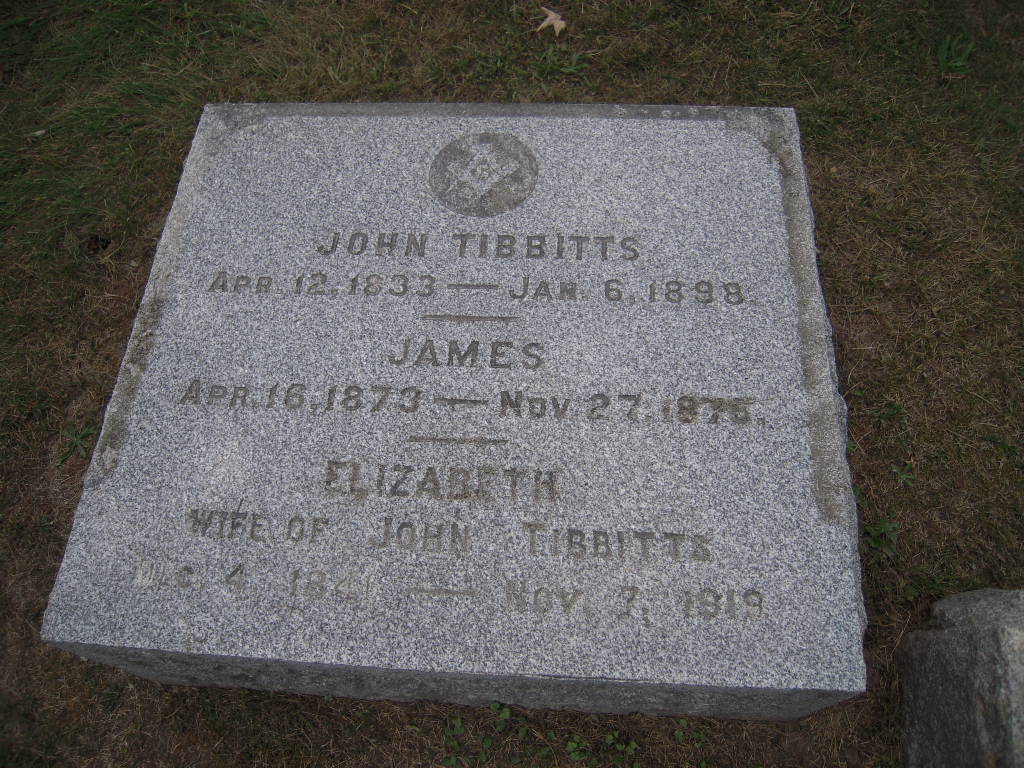 JOHN TIBBITTS
APR. 12, 1833 — JAN. 6, 1898
JAMES
APR. 16, 1873 — NOV. 27, 1875.
ELIZABETH
WIFE OF JOHN TIBBITTS
DEC. 4, 1841 — NOV. 7, 1919